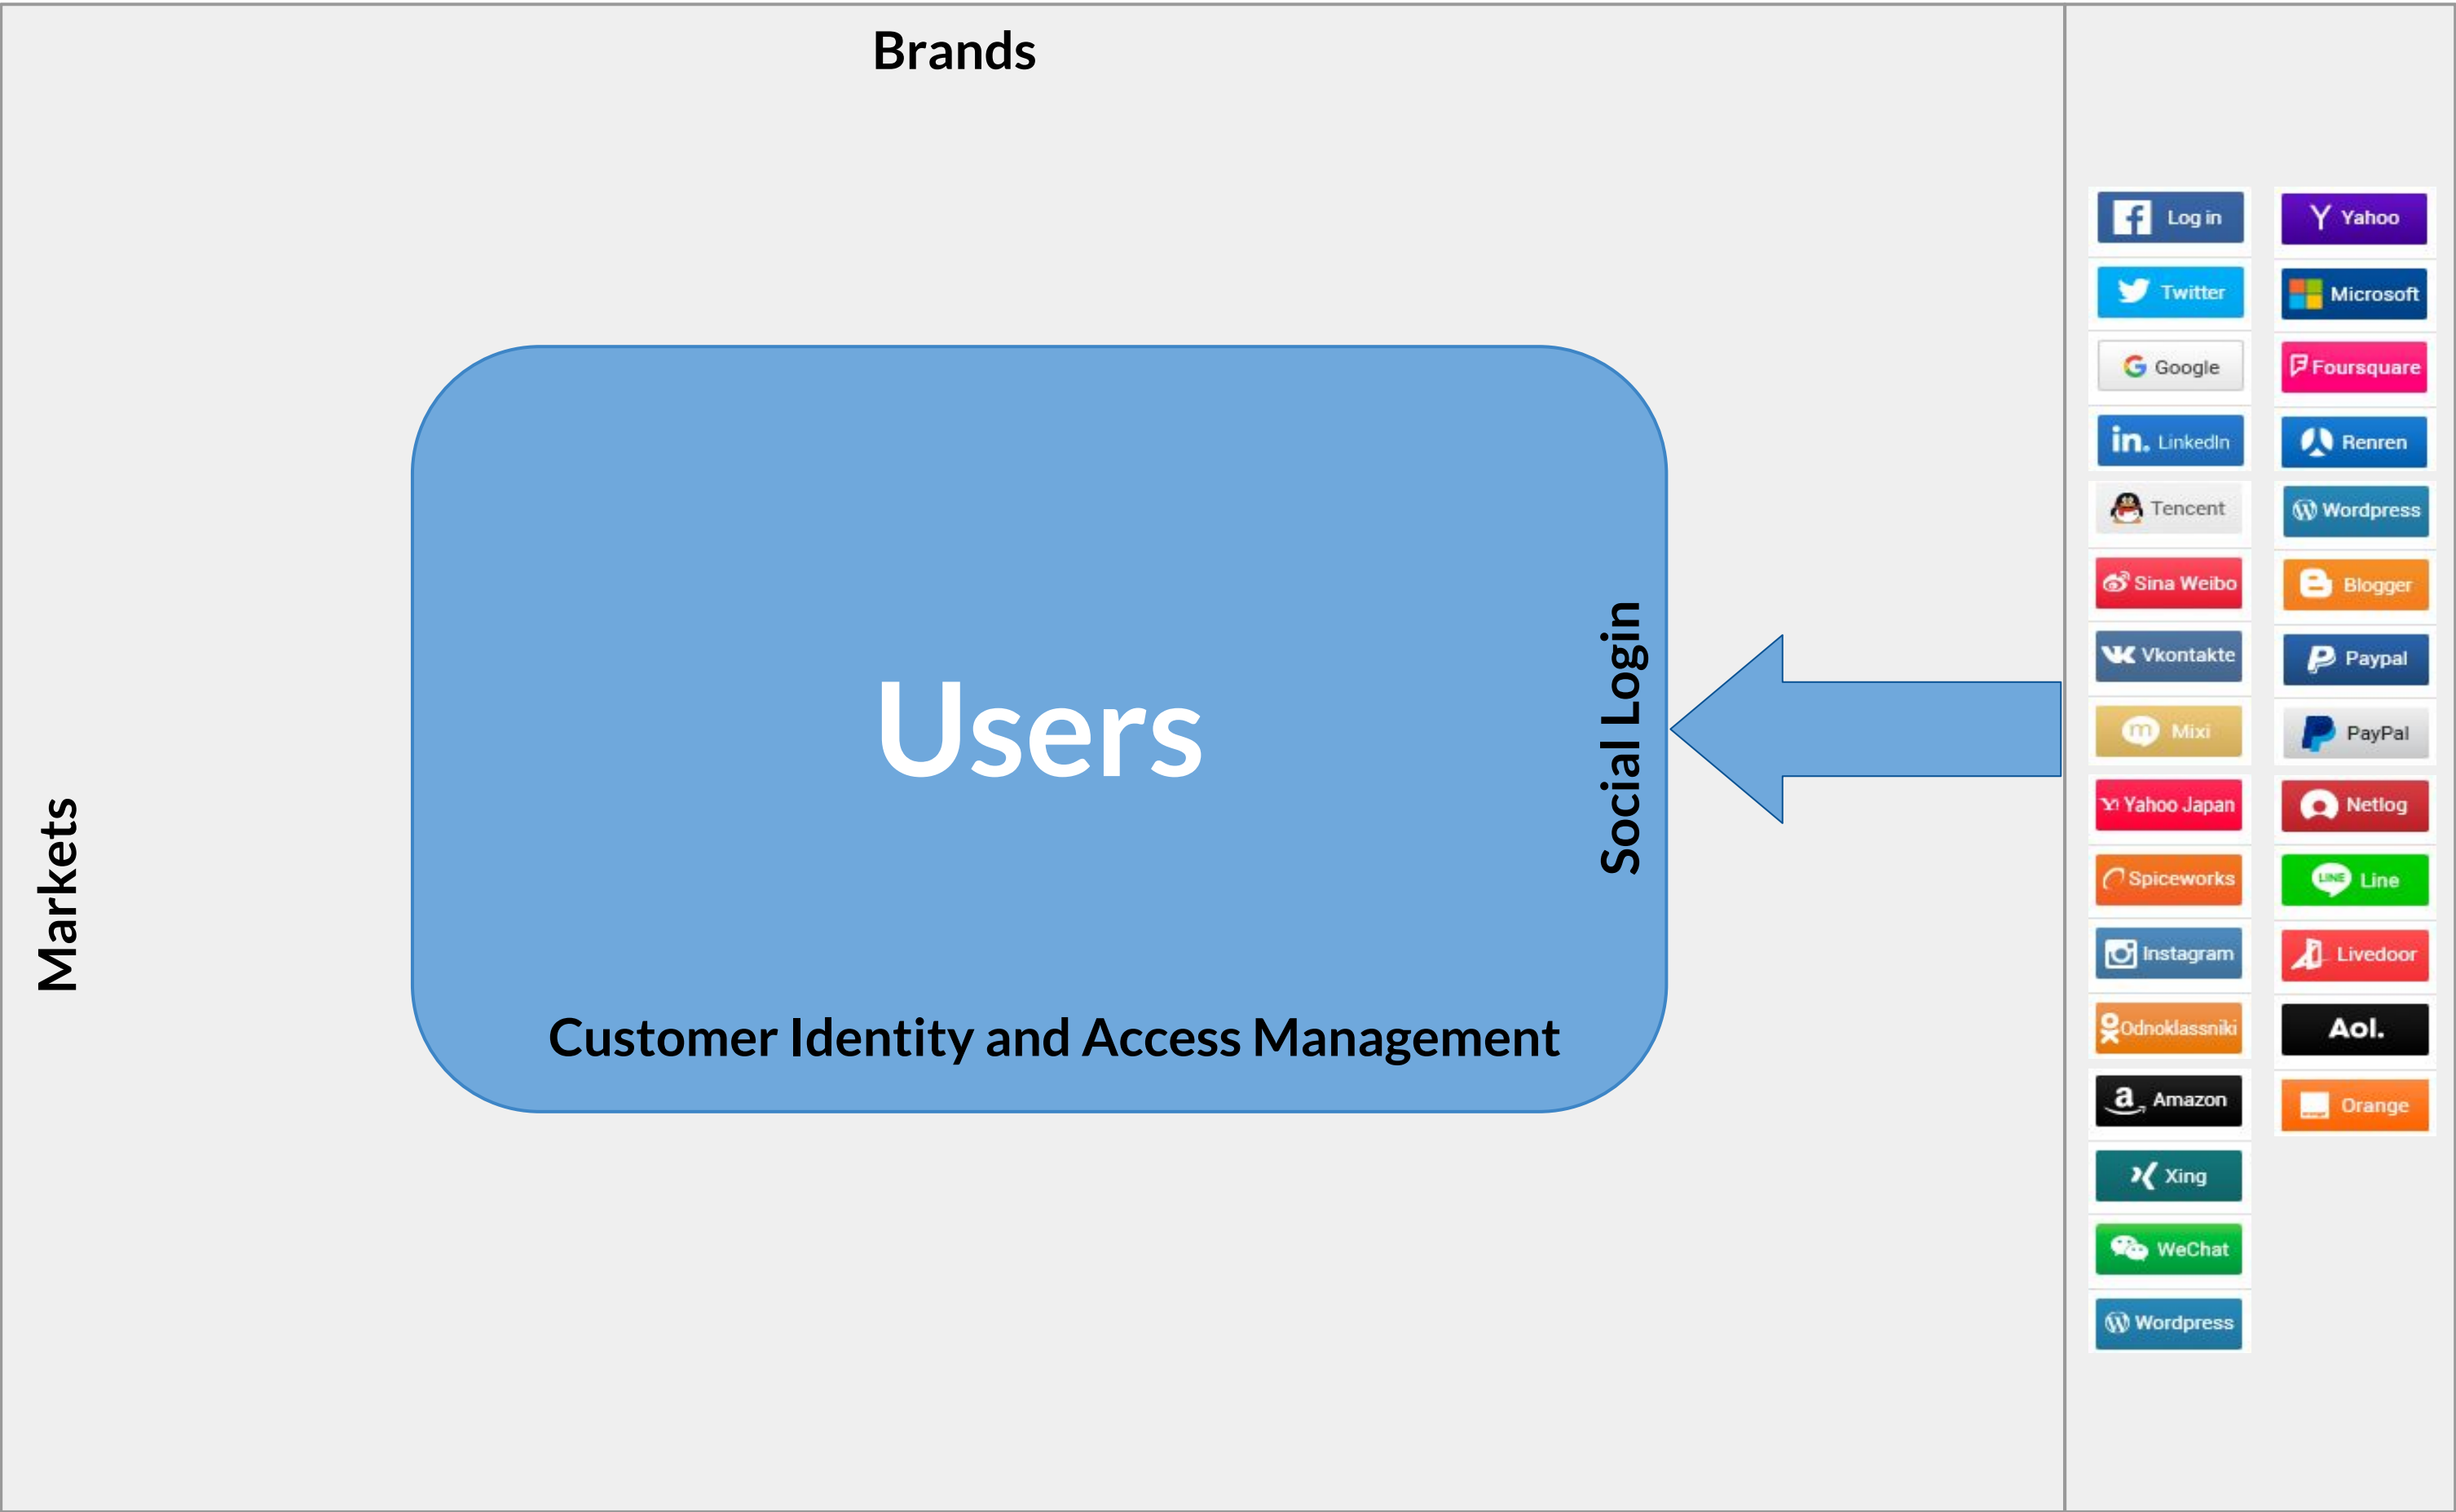 Brands
Markets
Users
Social Login
Customer Identity and Access Management
Log in
Twitter
Google
in. LinkedIn
Tencent
Sina Weibo
Vkontakte
Mixi
Y! Yahoo Japan
Spiceworks
Instagram
Odnoklassniki
a Amazon
Xing
WeChat
Wordpress
Y Yahoo
Microsoft
Foursquare
Renren
Wordpress
Blogger
Paypal
PayPal
Netlog
LINE Line
Livedoor
Aol.
Orange